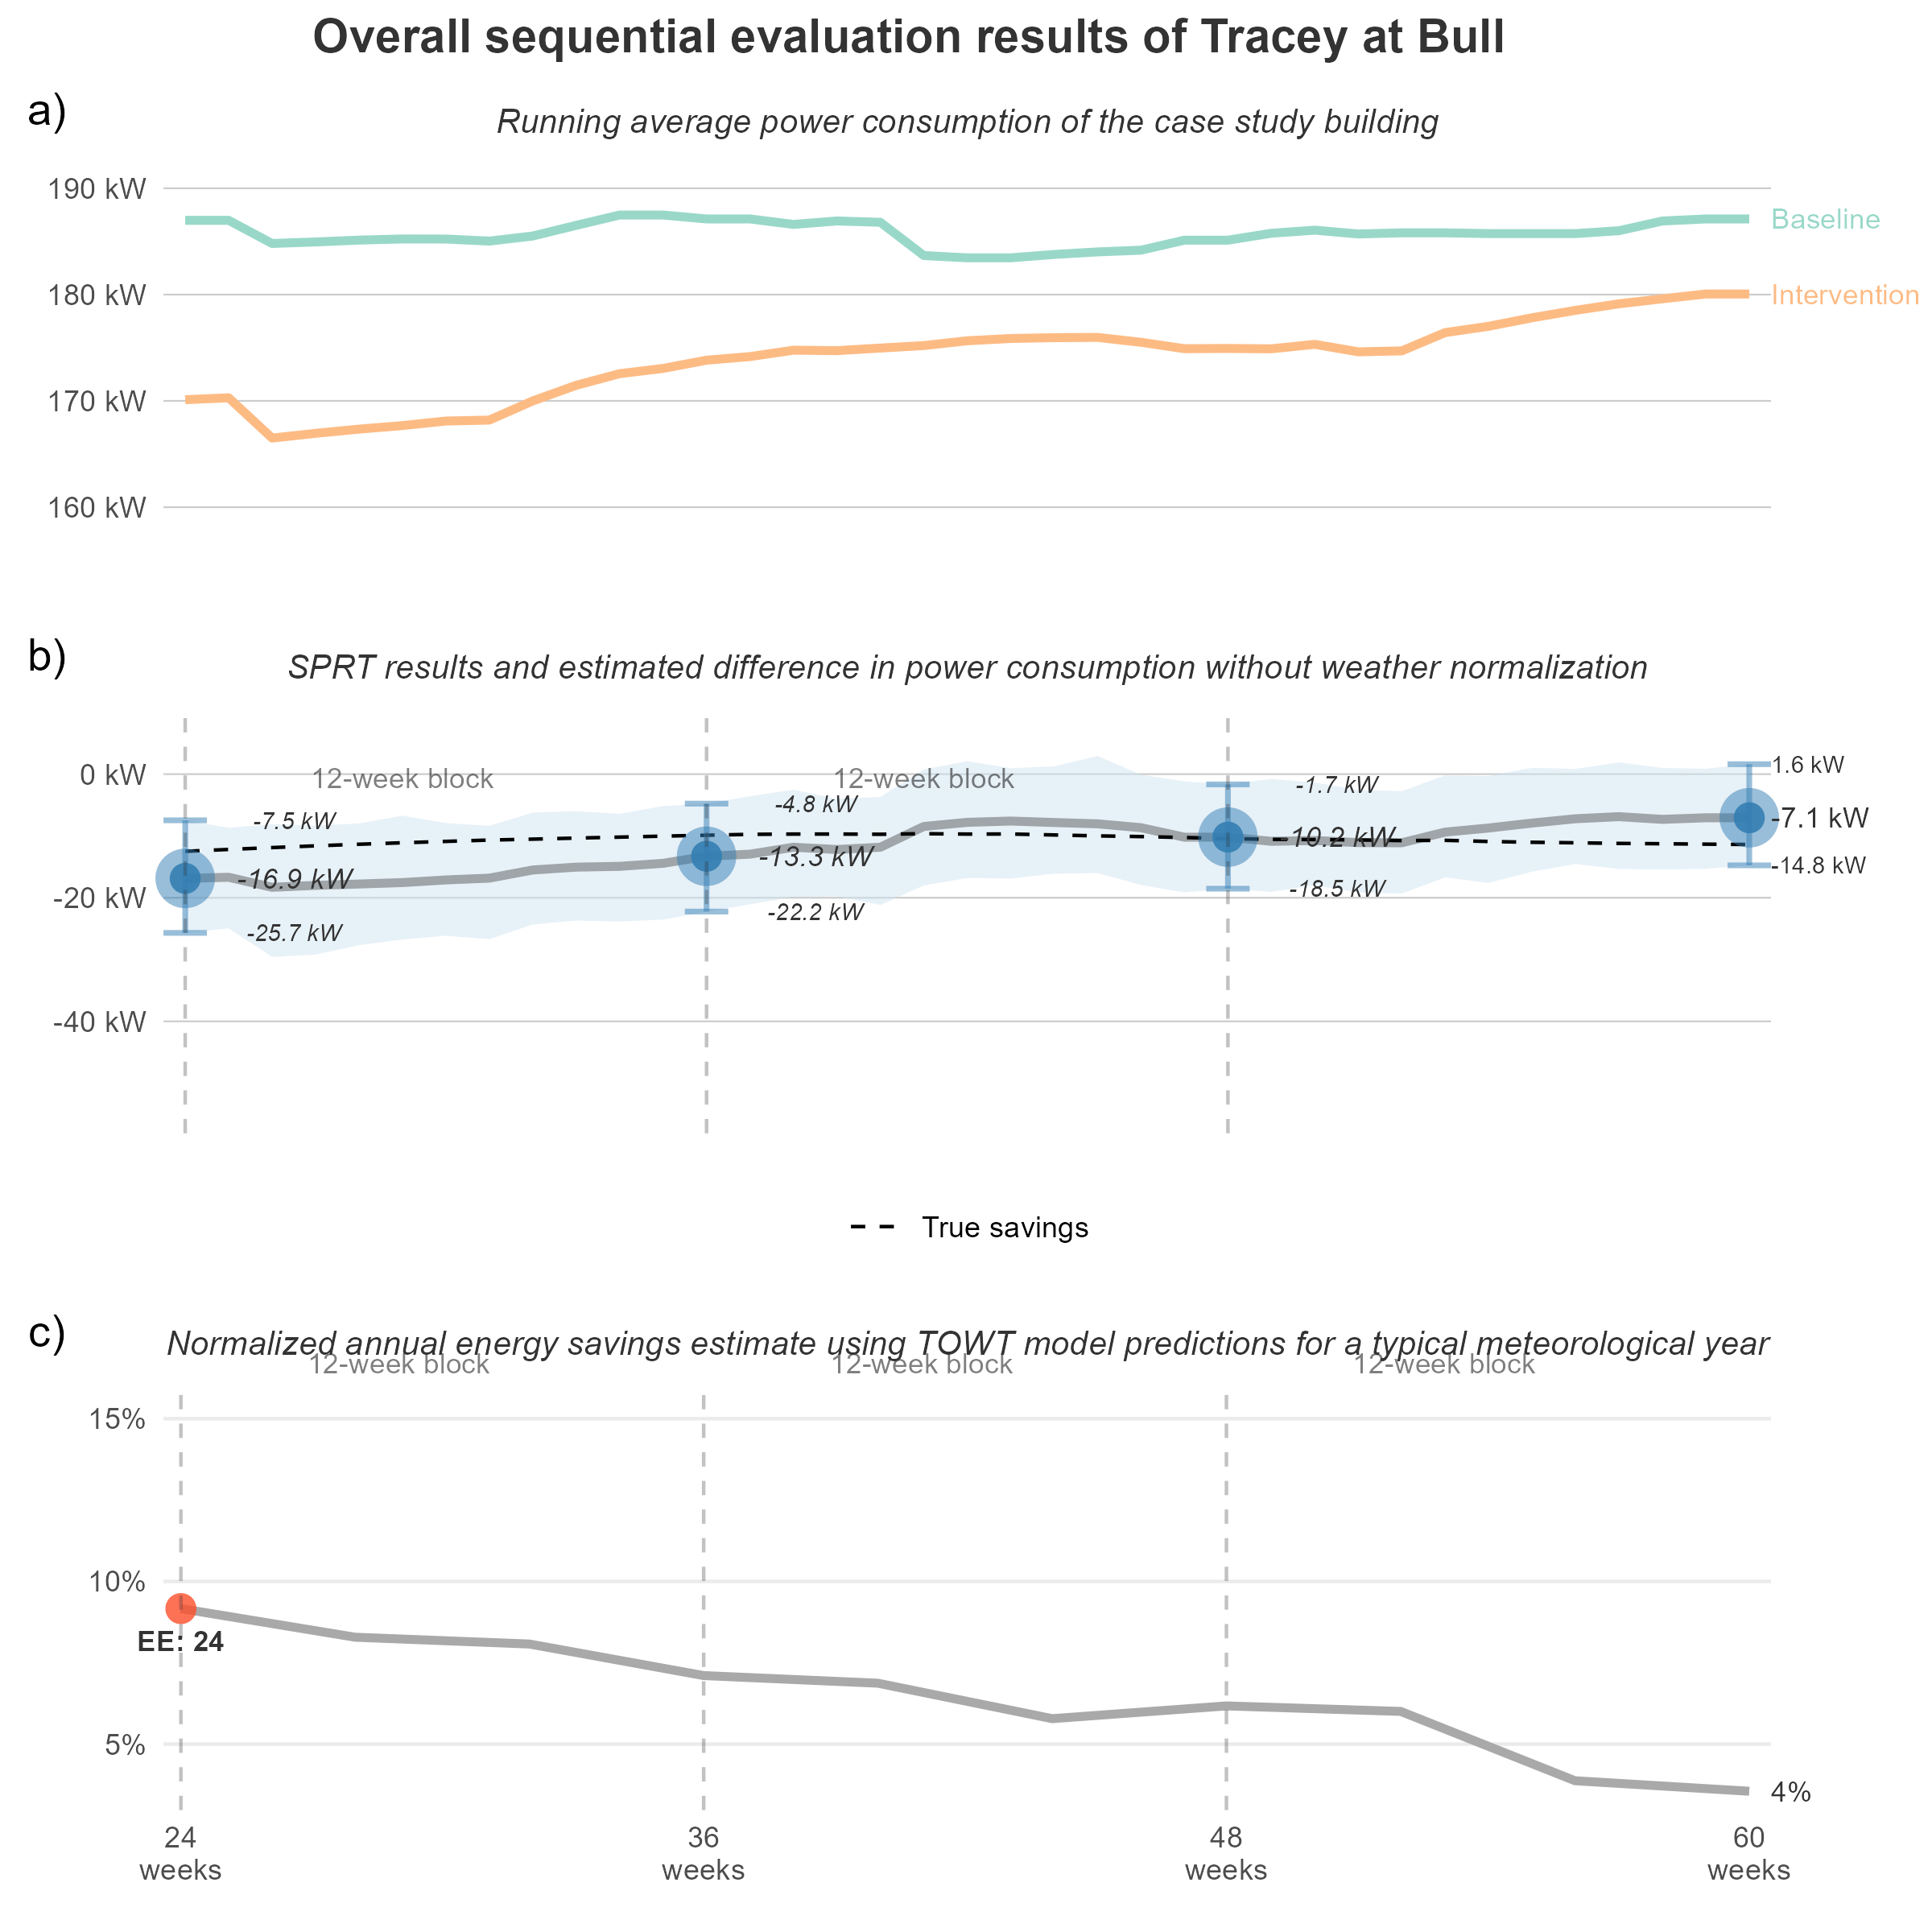 Overall sequential evaluation results of Tracey at Bull
a)
Running average power consumption of the case study building
190 kW
Baseline
180 kW
Intervention
170 kW
160 kW
b)
SPRT results and estimated difference in power consumption without weather normalization
0 kW
12-week block
12-week block
1.6 kW
-7.5 kW
-4.8 kW
-1.7 kW
-7.1 kW
-16.9 kW
-13.3 kW
-10.2 kW
-14.8 kW
-20 kW
-25.7 kW
-22.2 kW
-18.5 kW
-40 kW
True savings
c)
Normalized annual energy savings estimate using TOWT model predictions for a typical meteorological year
12-week block
12-week block
12-week block
15%
10%
EE: 24
5%
4%
24
weeks
36
weeks
48
weeks
60
weeks